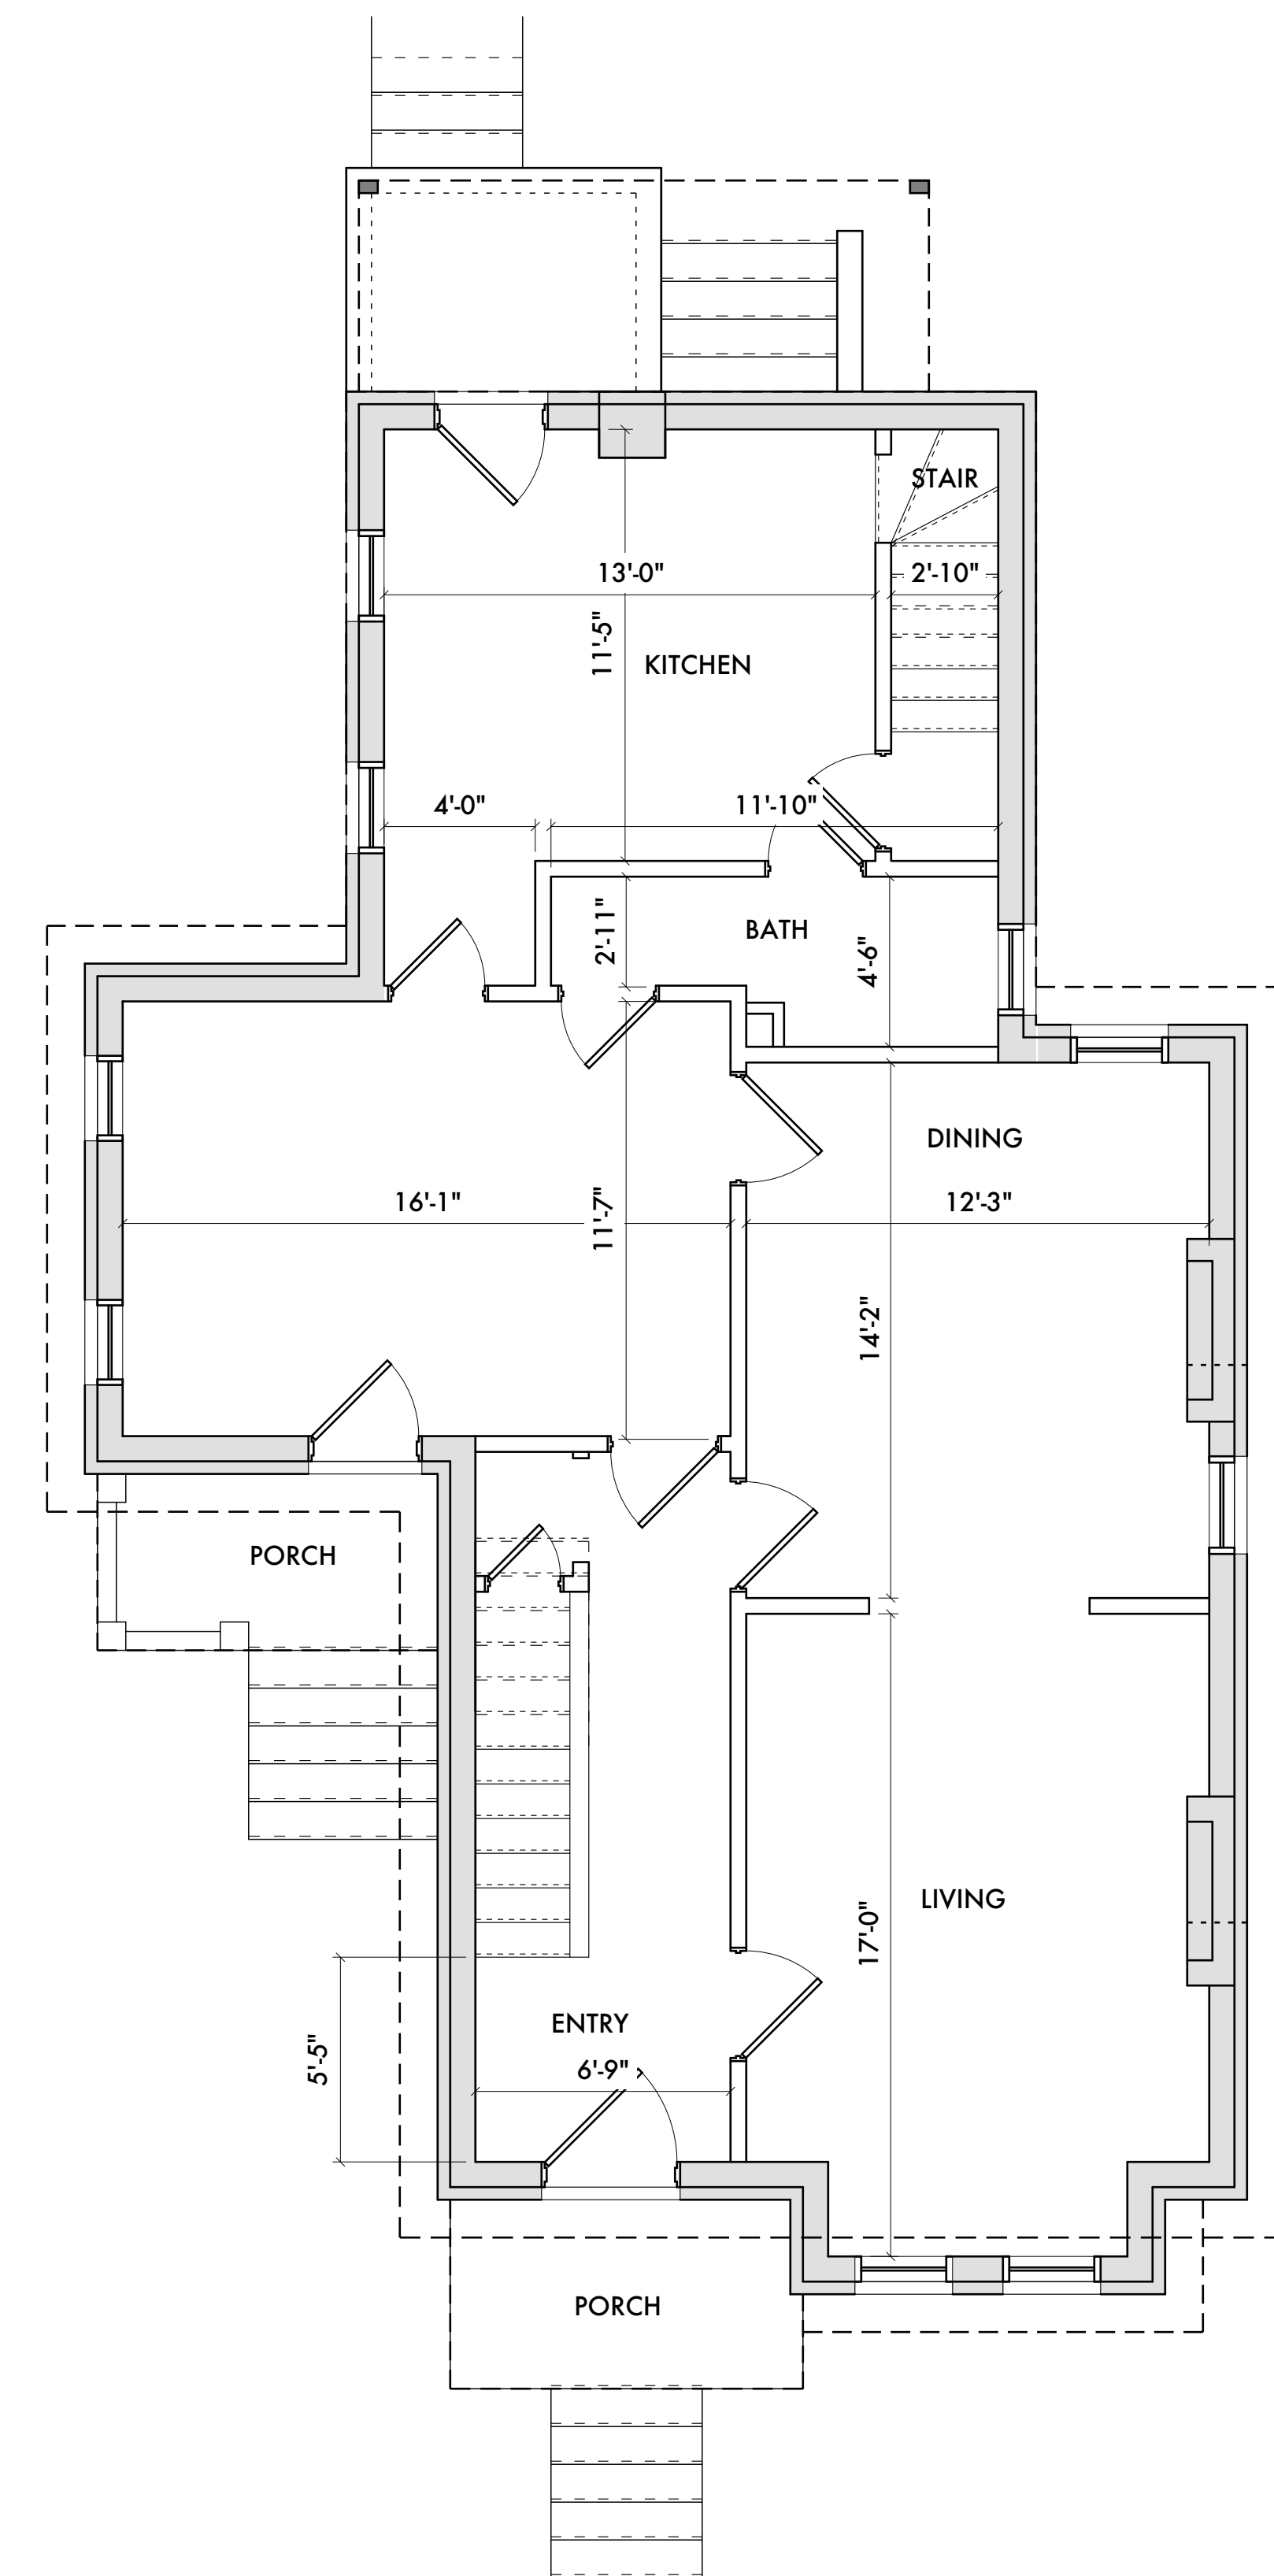 STAIR
13'-0"
2'-10"
11'-5"
KITCHEN
4'-0"
11'-10"
2'-11"
BATH
4'-6"
DINING
16'-1"
11'-7"
12'-3"
14'-2"
PORCH
LIVING
17'-0"
ENTRY
5'-5"
6'-9"
PORCH